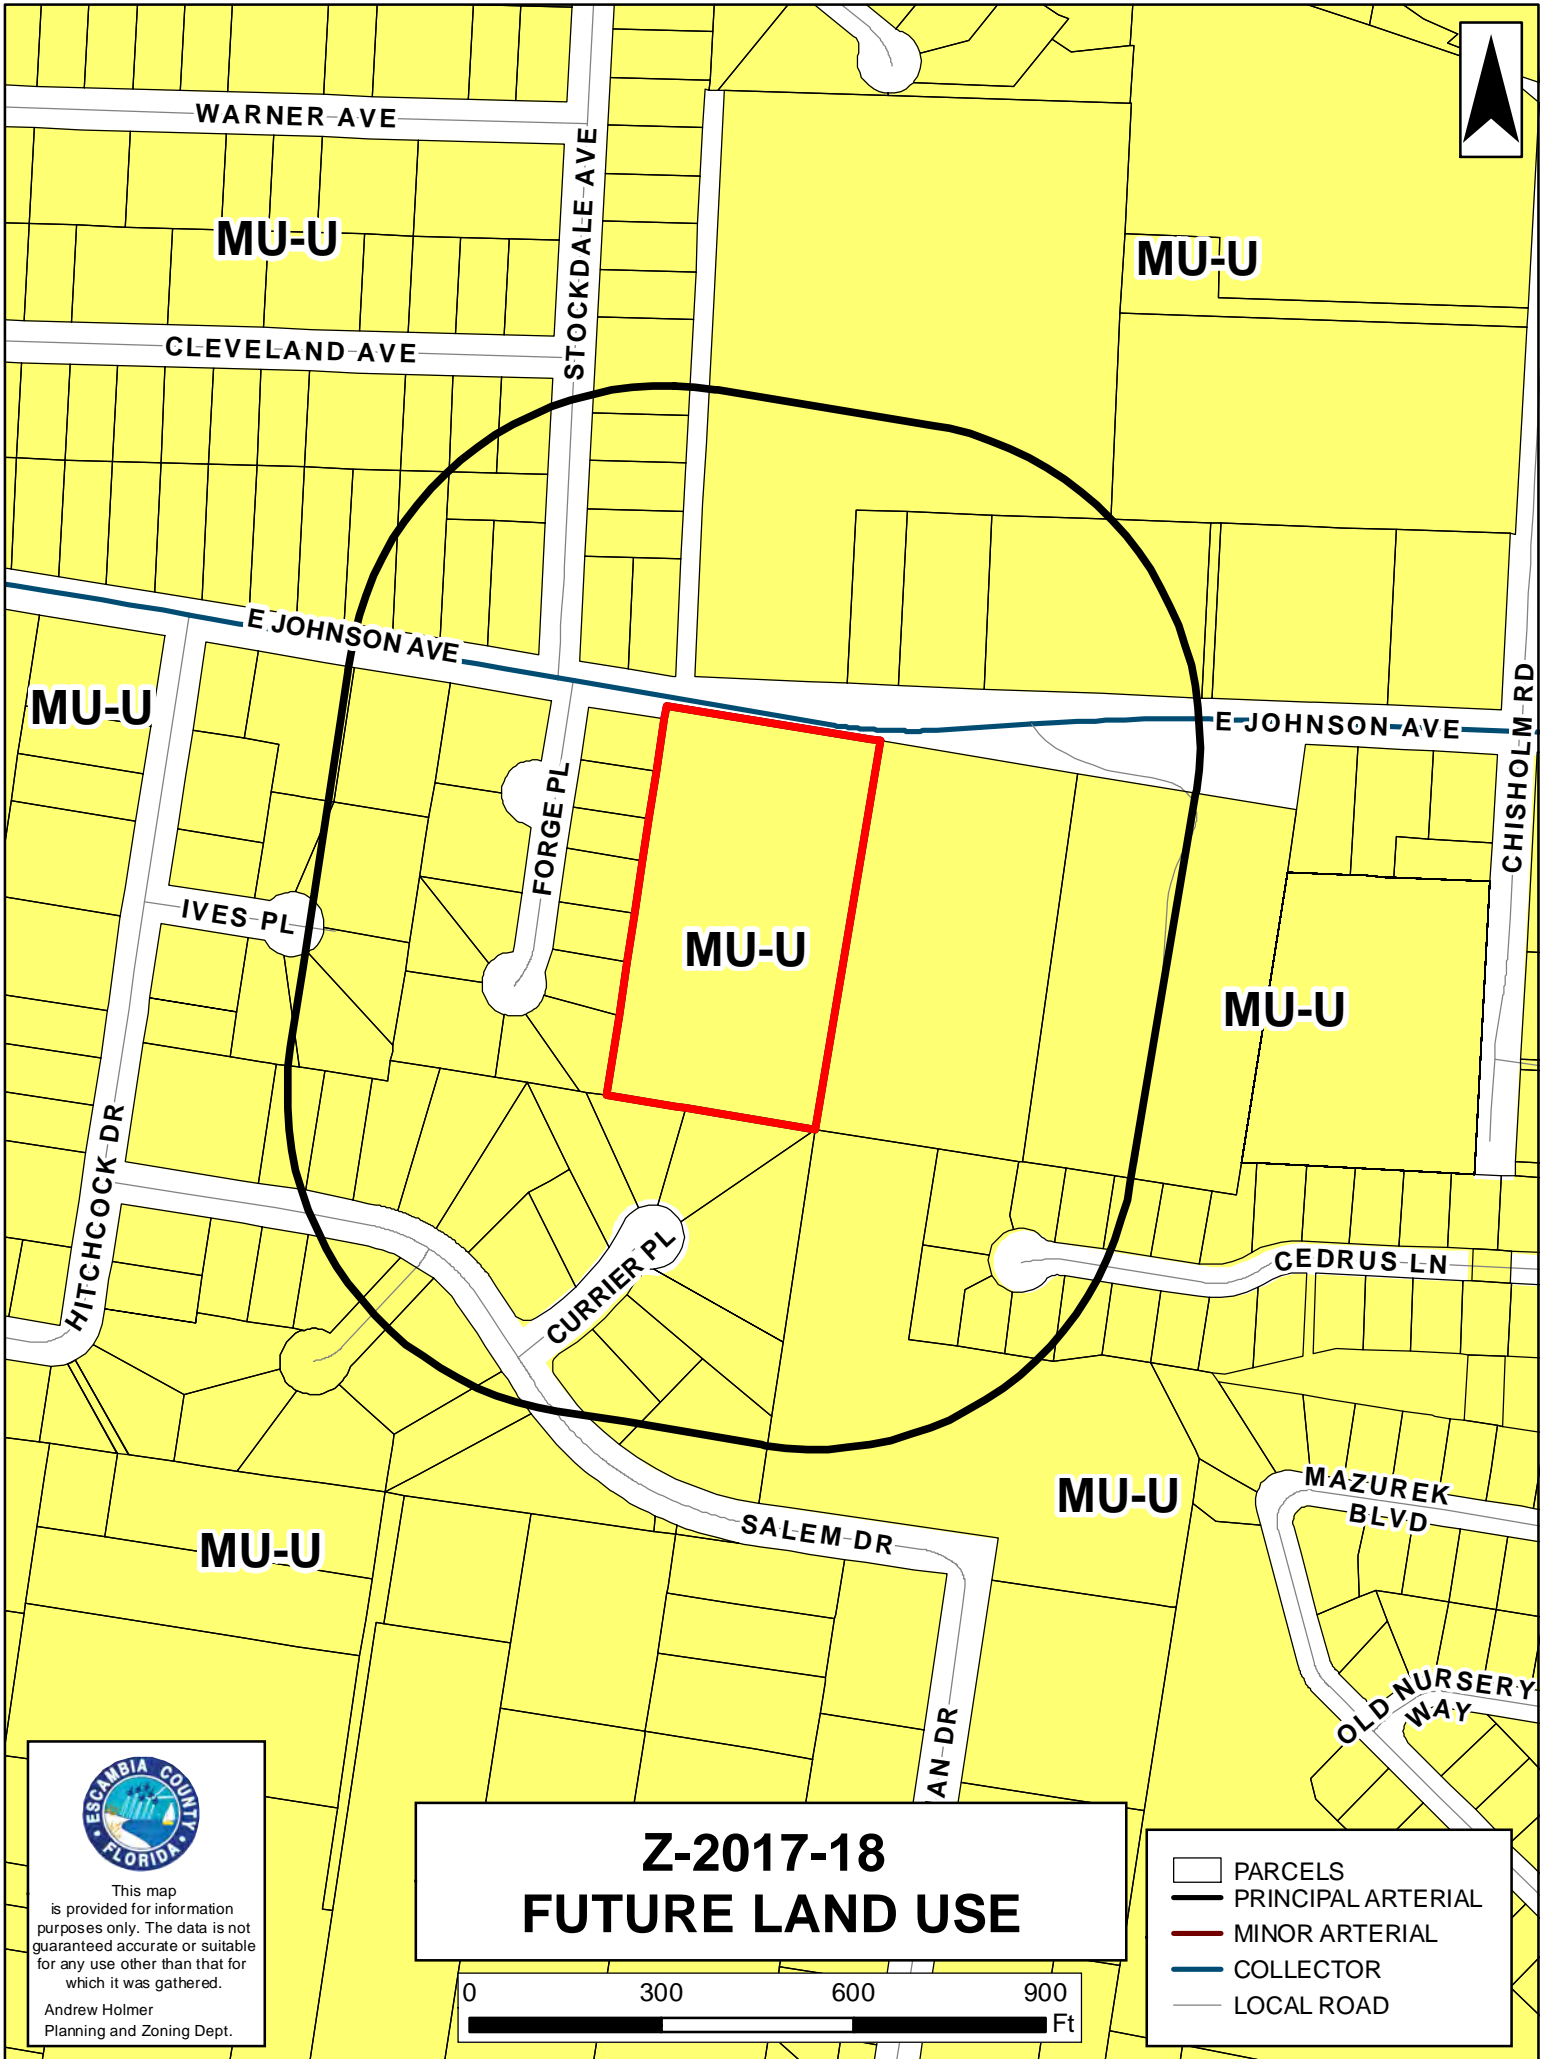 WARNER AVE
STOCKDALE AVE
MU-U
MU-U
CLEVELAND AVE
E JOHNSON AVE
MU-U
E JOHNSON AVE
CHISHOLM RD
FORGE PL
IVES PL
MU-U
MU-U
HITCHCOCK DR
CURRIER PL
CEDRUS LN
MU-U
MAZUREK
BLVD
SALEM DR
MU-U
OLD NURSERY
WAY
AN DR
ESCAMBIA COUNTY
FLORIDA
This map
is provided for information
purposes only. The data is not
guaranteed accurate or suitable
for any use other than that for
which it was gathered.
Andrew Holmer
Planning and Zoning Dept.
Z-2017-18
FUTURE LAND USE
0 300 600 900
Ft
PARCELS
PRINCIPAL ARTERIAL
MINOR ARTERIAL
COLLECTOR
LOCAL ROAD